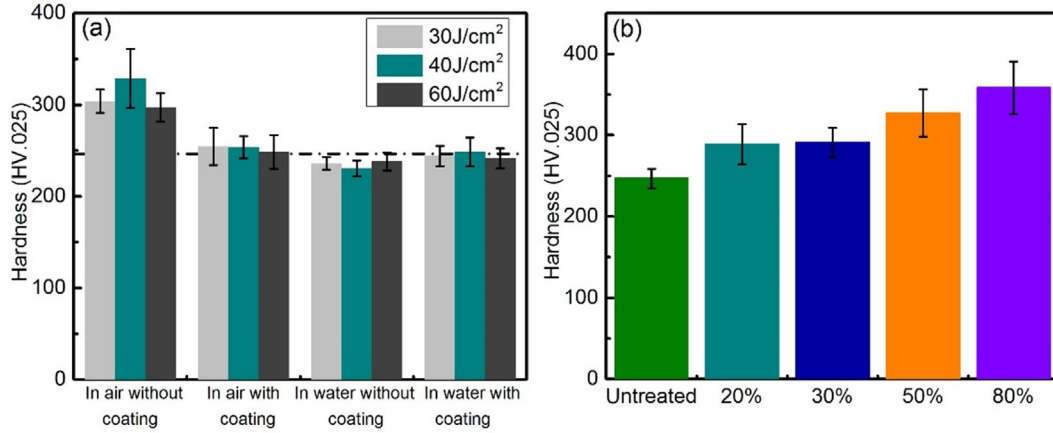 (a)
30J/cm²
40J/cm²
60J/cm²
Hardness (HV.025)
400
300
200
100
0
In air without coating
In air with coating
In water without coating
In water with coating
(b)
Hardness (HV.025)
400
300
200
100
0
Untreated
20%
30%
50%
80%